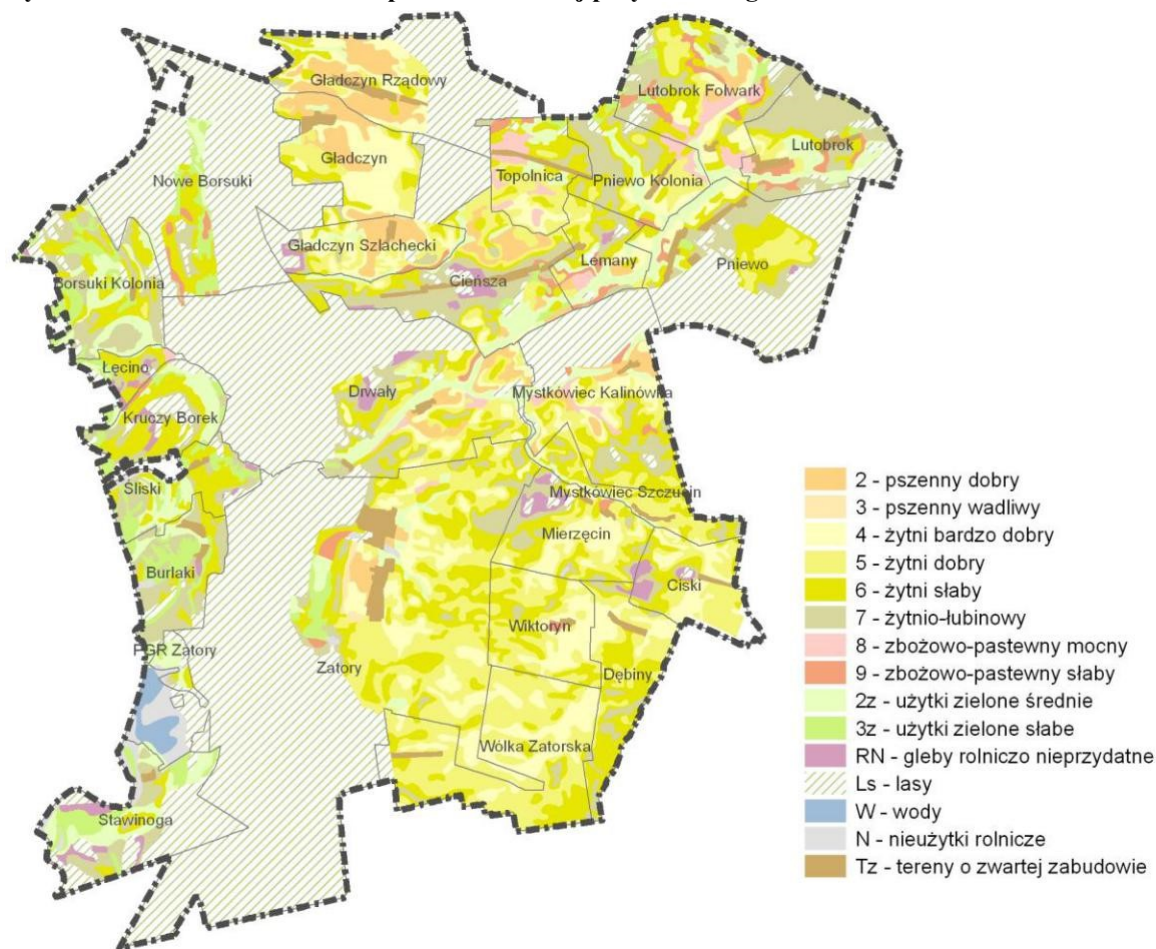 Gładczyn Rządowy
Lutobrok Folwark
Gładczyn
Lutobrok
Topolnica
Pniewo Kolonia
Nowe Borsuki
Gładczyn Szlachecki
Lemany
Pniewo
Cieńsza
Borsuki Kolonia
Łęcino
Drwały
Mystkówiec Kalinówka
Kruczy Borek
Śliski
Mystkówiec Szczucin
Mierzęcin
Burlaki
Ciski
Wiktoryn
PGR Zatory
Zatory
Dębiny
Wólka Zatorska
Stawinoga
2 - pszenny dobry
3 - pszenny wadliwy
4 - żytni bardzo dobry
5 - żytni dobry
6 - żytni słaby
7 - żytnio-łubinowy
8 - zbożowo-pastewny mocny
9 - zbożowo-pastewny słaby
2z - użytki zielone średnie
3z - użytki zielone słabe
RN - gleby rolniczo nieprzydatne
Ls - lasy
W - wody
N - nieużytki rolnicze
Tz - tereny o zwartej zabudowie